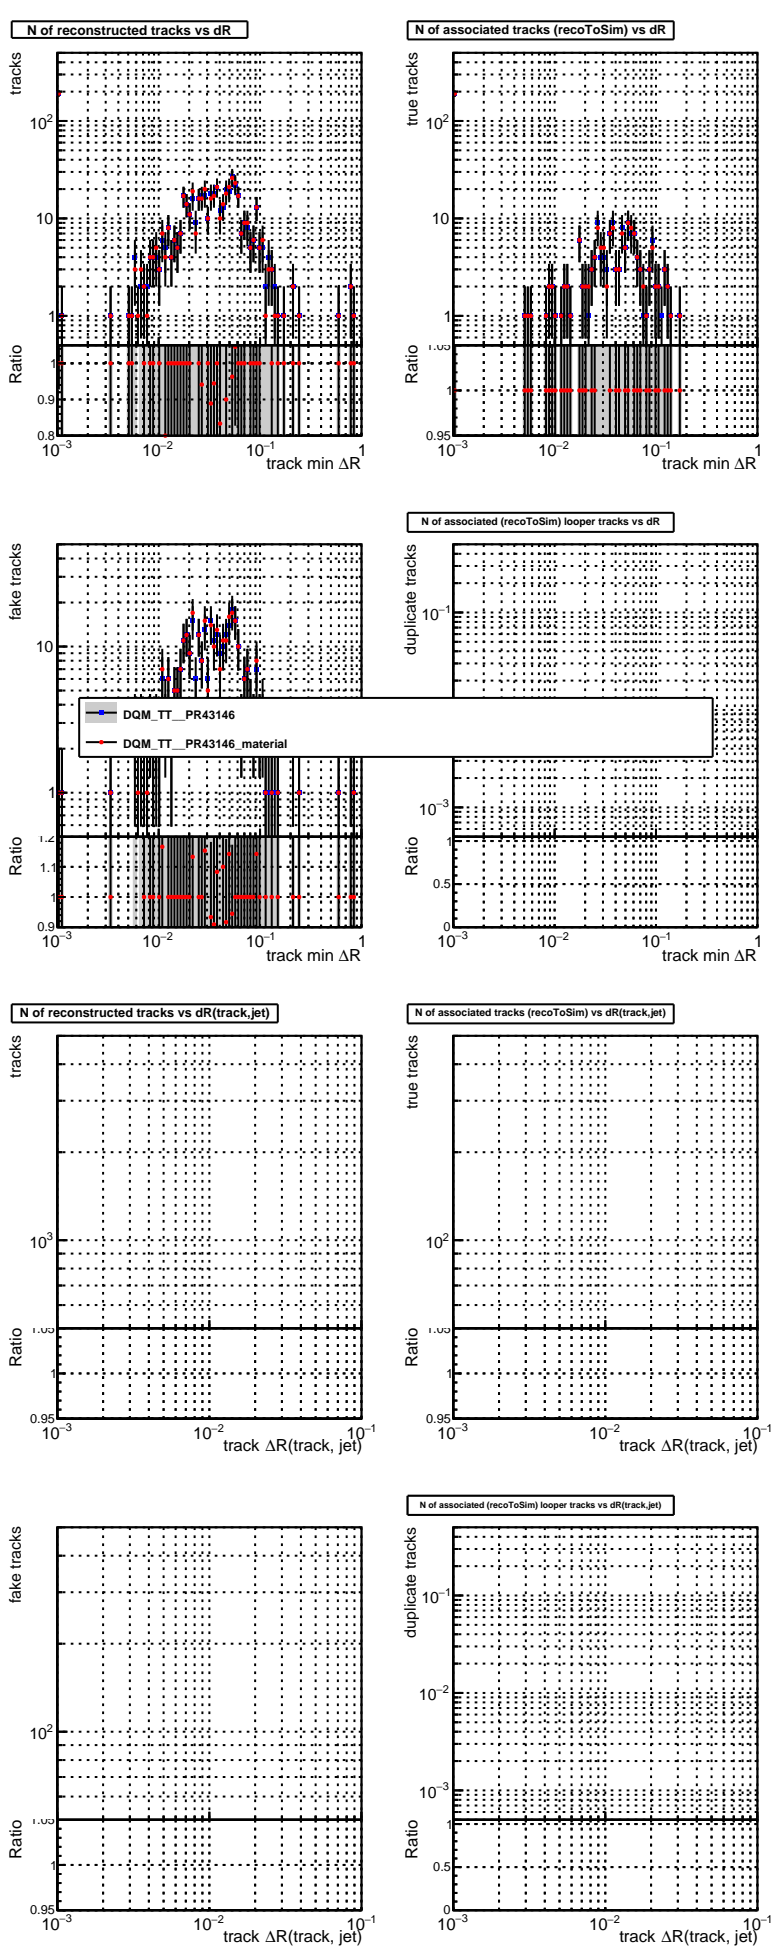 N of reconstructed tracks vs dR
tracks
10²
10
1
Ratio
1
0.9
0.8
10⁻³ 10⁻² 10⁻¹ 1
track min ΔR
N of associated tracks (recoToSim) vs dR
true tracks
10²
10
1
Ratio
1.05
1
0.95
10⁻³ 10⁻² 10⁻¹ 1
track min ΔR
fake tracks
10
1
Ratio
1.2
1.1
1
0.9
10⁻³ 10⁻² 10⁻¹ 1
track min ΔR
N of associated (recoToSim) looper tracks vs dR
duplicate tracks
10⁻¹
10⁻³
Ratio
1
0.5
0
10⁻³ 10⁻² 10⁻¹ 1
track min ΔR
DQM_TT__PR43146
DQM_TT__PR43146_material
N of reconstructed tracks vs dR(track,jet)
tracks
10³
Ratio
1.05
1
0.95
10⁻³ 10⁻² 10⁻¹
track ΔR(track, jet)
N of associated tracks (recoToSim) vs dR(track,jet)
true tracks
10²
Ratio
1.05
1
0.95
10⁻³ 10⁻² 10⁻¹
track ΔR(track, jet)
fake tracks
10²
Ratio
1.05
1
0.95
10⁻³ 10⁻² 10⁻¹
track ΔR(track, jet)
N of associated (recoToSim) looper tracks vs dR(track,jet)
duplicate tracks
10⁻¹
10⁻²
10⁻³
Ratio
1
0.5
0
10⁻³ 10⁻² 10⁻¹
track ΔR(track, jet)